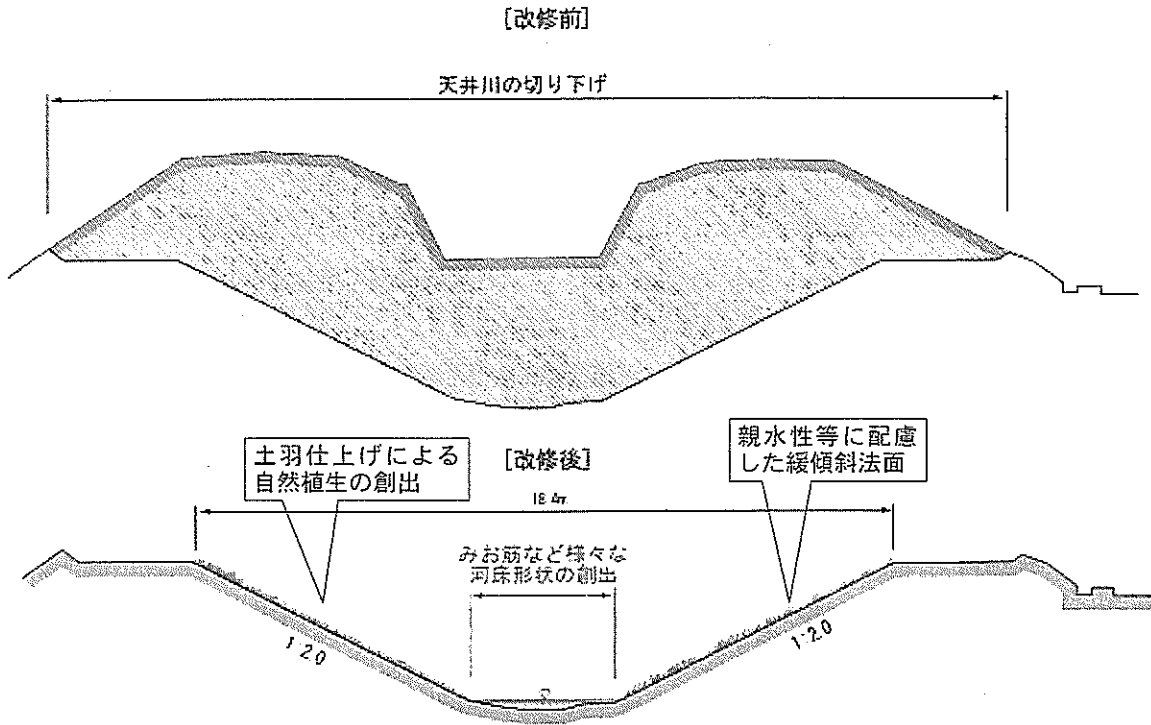 [改修前]
天井川の切り下げ
土羽仕上げによる
自然植生の創出
[改修後]
親水性等に配慮
した緩傾斜法面
18.4m
みお筋など様々な
河床形状の創出
1:2.0
1:2.0